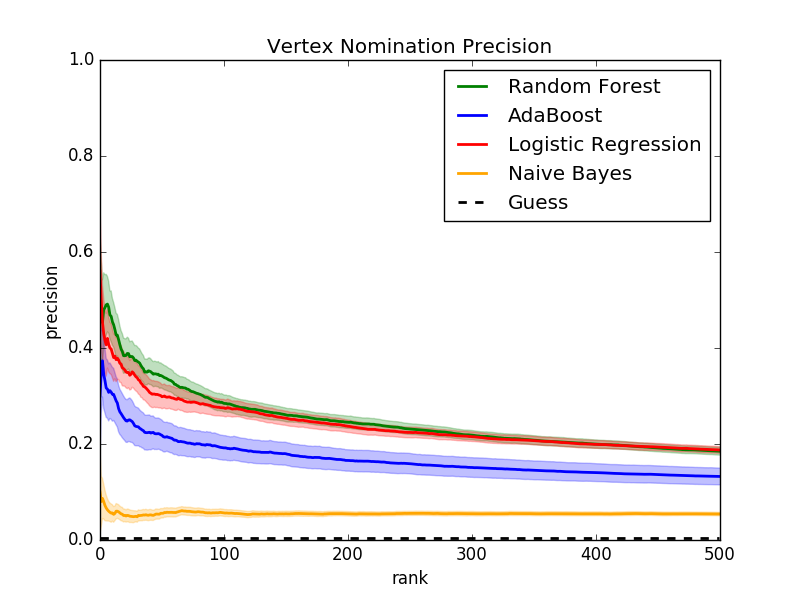 Vertex Nomination Precision
1.0
0.8
0.6
0.4
0.2
0.0
precision
Random Forest
AdaBoost
Logistic Regression
Naive Bayes
Guess
0 100 200 300 400 500
rank